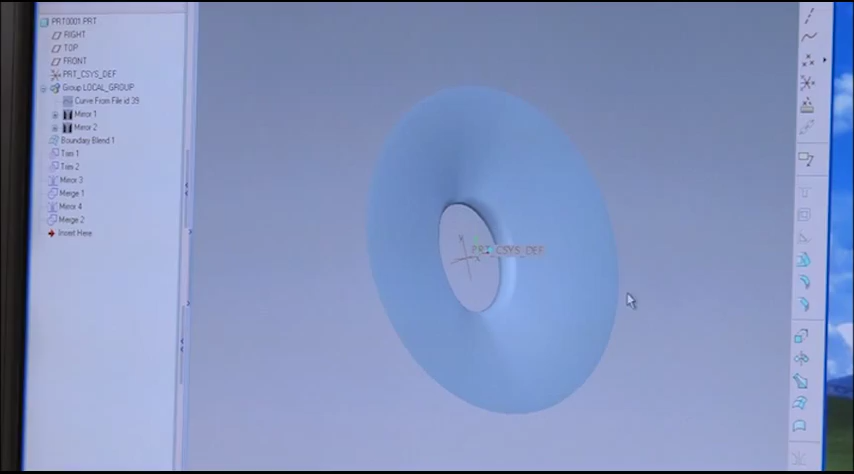 PRT0001.PRT
RIGHT
TOP
FRONT
PRT_CSYS_DEF
Group LOCAL_GROUP
Curve From File id 39
Mirror 1
Mirror 2
Boundary Blend 1
Trim 1
Trim 2
Mirror 3
Merge 1
Mirror 4
Merge 2
Insert Here
PRT_CSYS_DEF